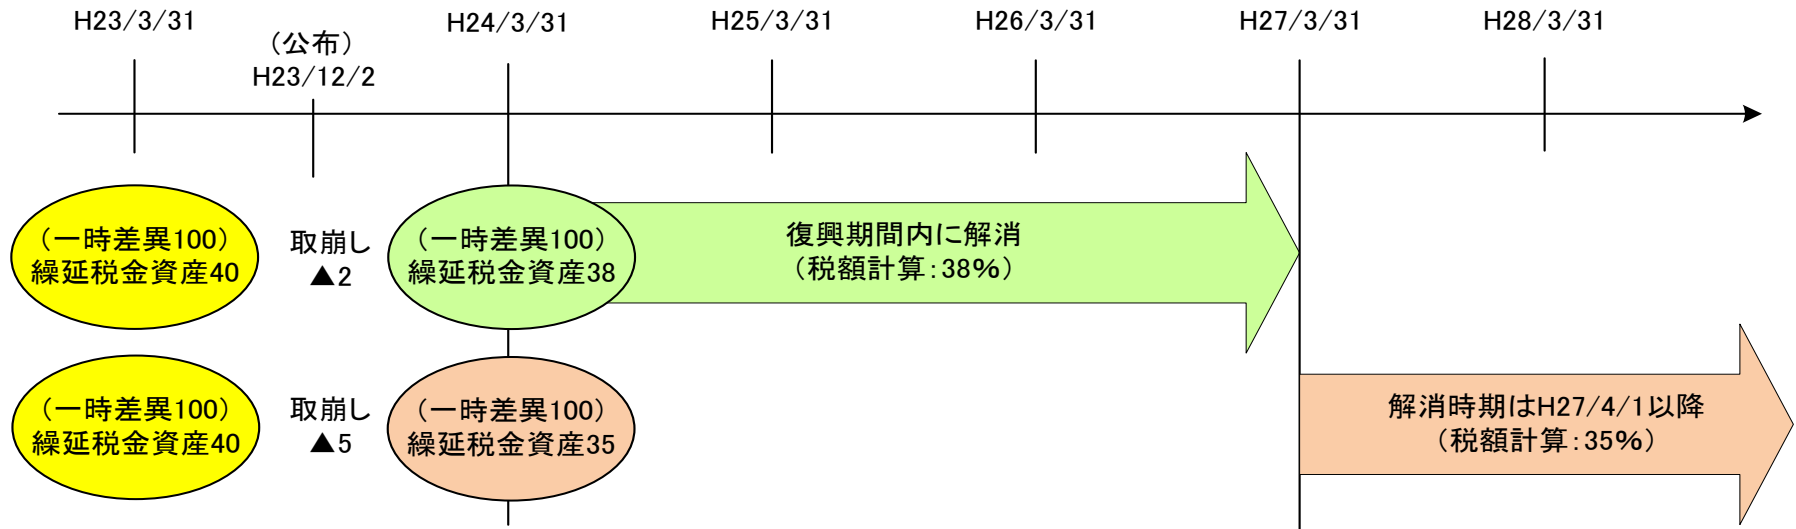 H23/3/31
（公布）
H23/12/2
H24/3/31
H25/3/31
H26/3/31
H27/3/31
H28/3/31
（一時差異100）
繰延税金資産40
取崩し
▲2
（一時差異100）
繰延税金資産38
復興期間内に解消
（税額計算：38%）
（一時差異100）
繰延税金資産40
取崩し
▲5
（一時差異100）
繰延税金資産35
解消時期はH27/4/1以降
（税額計算：35%）